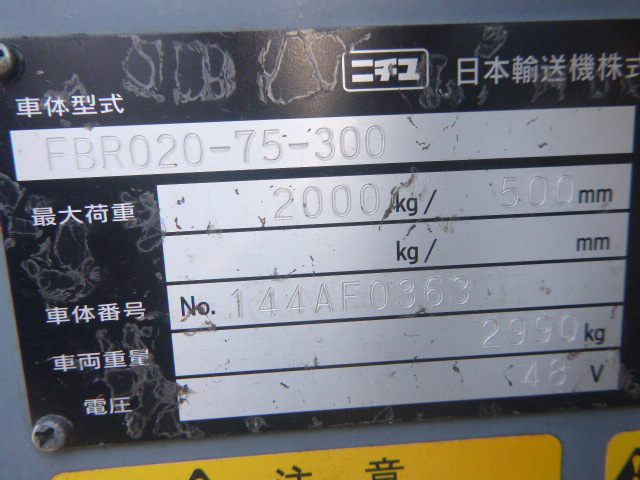 ニチユ 日本輸送機株式
車体型式
FBRO20-75-300
最大荷重 2000 kg/ 500 mm
kg/ mm
車体番号 No. 144AF0363
車両重量 2990 kg
電圧 48 V
注意